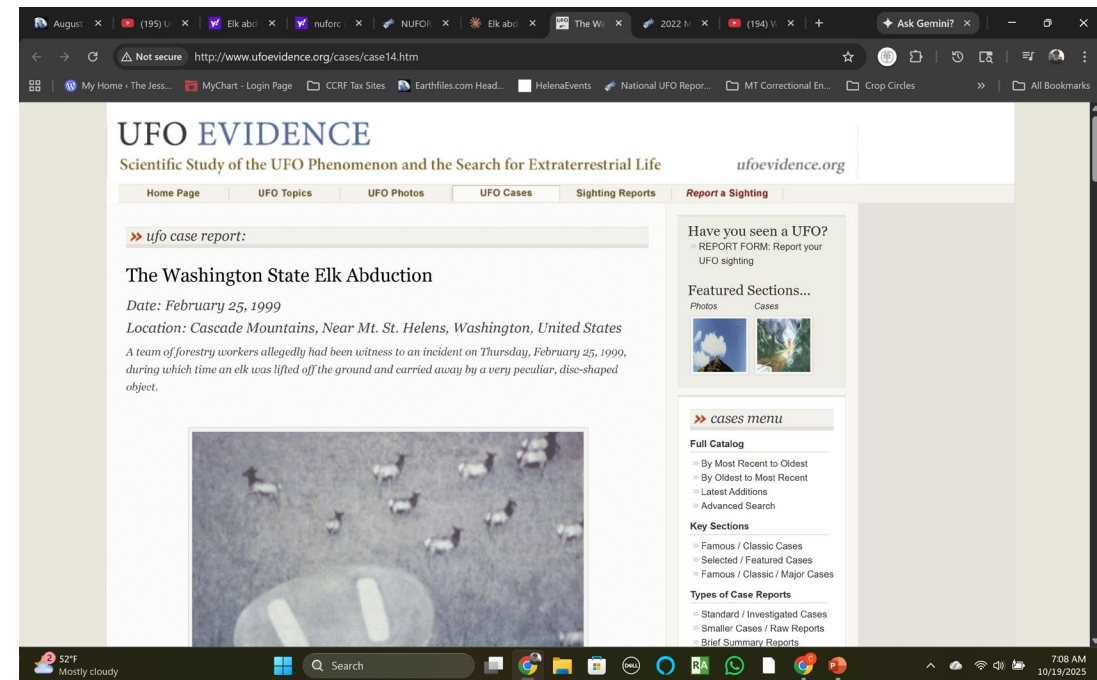 August
(195) U
Elk abd
nuforc
NUFOR
Elk abd
The Wa
2022 M
(194) W
Ask Gemini?
Not secure
http://www.ufoevidence.org/cases/case14.htm
My Home ‹ The Jess...
MyChart - Login Page
CCRF Tax Sites
Earthfiles.com Head...
HelenaEvents
National UFO Repor...
MT Correctional En...
Crop Circles
»
All Bookmarks
UFO EVIDENCE
Scientific Study of the UFO Phenomenon and the Search for Extraterrestrial Life
ufoevidence.org
Home Page
UFO Topics
UFO Photos
UFO Cases
Sighting Reports
Report a Sighting
» ufo case report:
The Washington State Elk Abduction
Date: February 25, 1999
Location: Cascade Mountains, Near Mt. St. Helens, Washington, United States
A team of forestry workers allegedly had been witness to an incident on Thursday, February 25, 1999,
during which time an elk was lifted off the ground and carried away by a very peculiar, disc-shaped
object.
Have you seen a UFO?
» REPORT FORM: Report your
UFO sighting
Featured Sections...
Photos
Cases
» cases menu
Full Catalog
» By Most Recent to Oldest
» By Oldest to Most Recent
» Latest Additions
» Advanced Search
Key Sections
» Famous / Classic Cases
» Selected / Featured Cases
» Famous / Classic / Major Cases
Types of Case Reports
» Standard / Investigated Cases
» Smaller Cases / Raw Reports
» Brief Summary Reports
2
52°F
Mostly cloudy
Search
DELL
RA
7:08 AM
10/19/2025